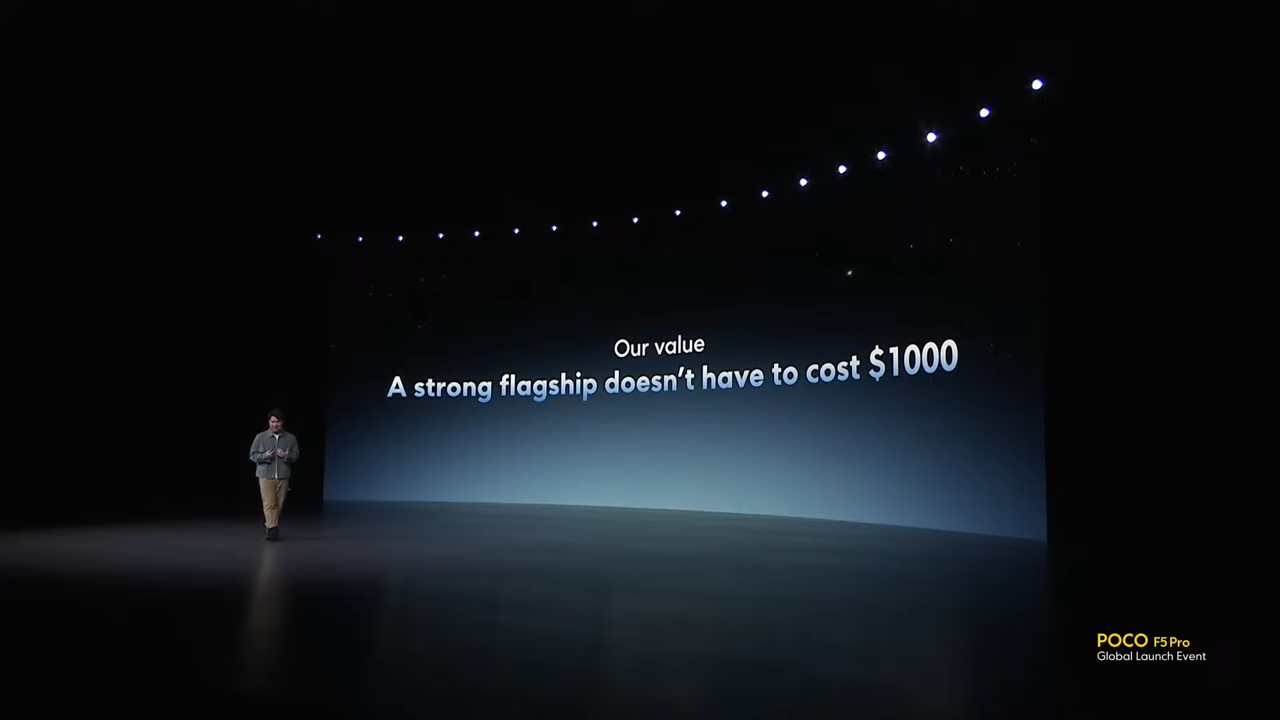 Our value
A strong flagship doesn't have to cost $1000
POCO F5 Pro
Global Launch Event